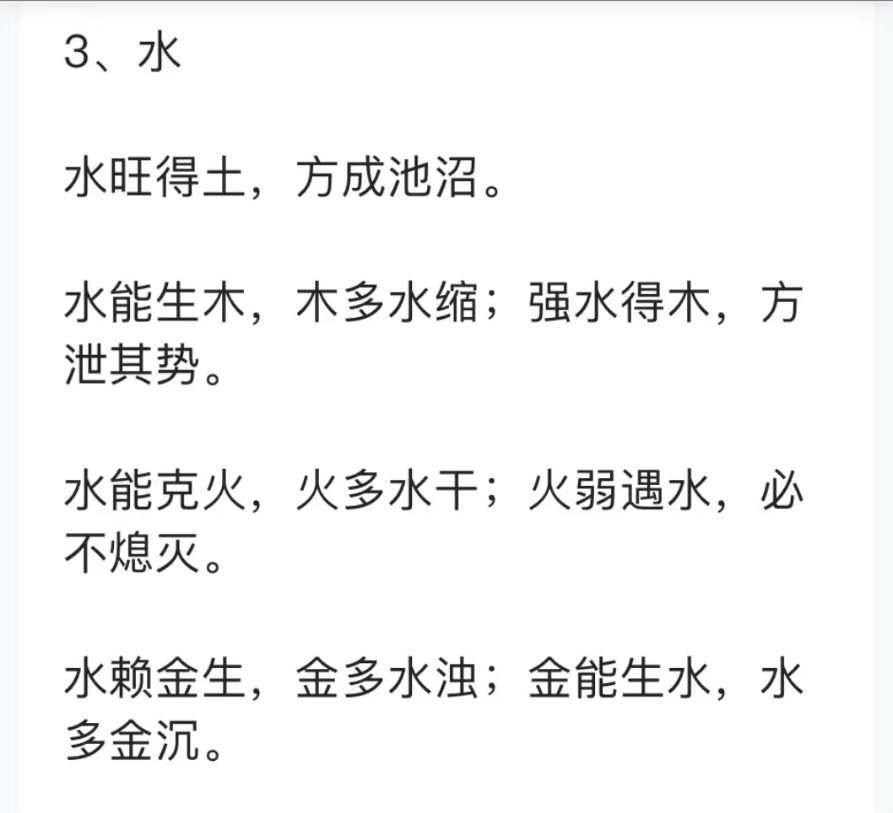 3、水
水旺得土，方成池沼。
水能生木，木多水缩；强水得木，方
泄其势。
水能克火，火多水干；火弱遇水，必
不熄灭。
水赖金生，金多水浊；金能生水，水
多金沉。